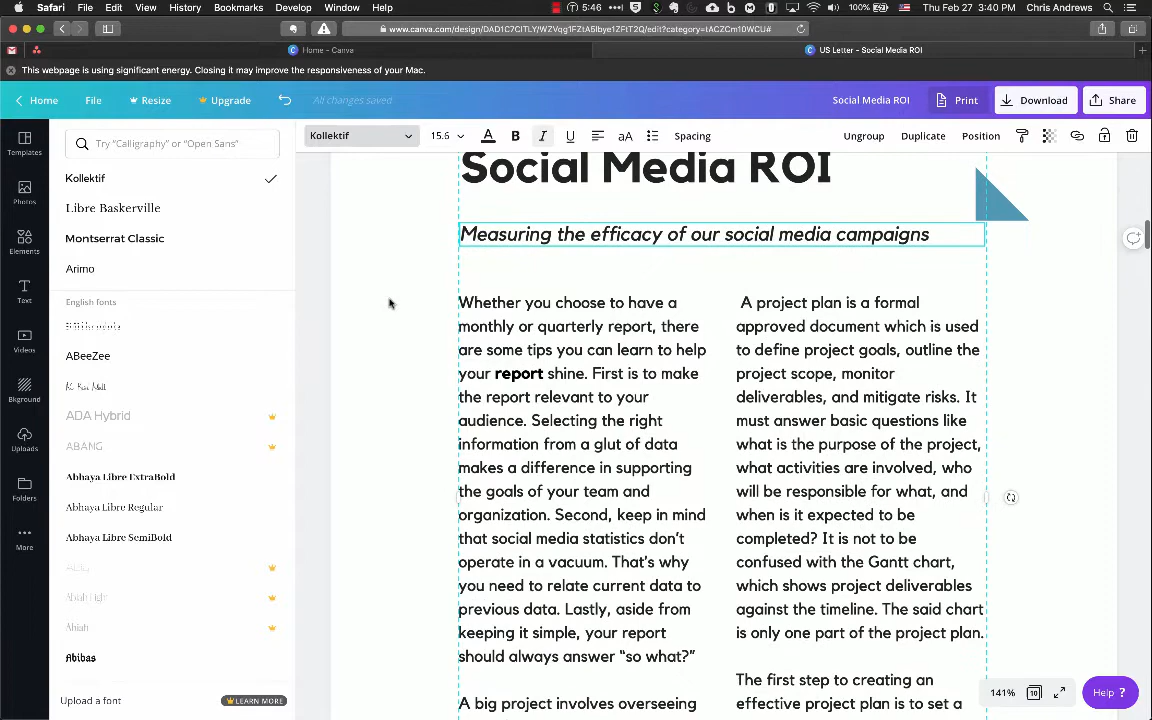 Safari File Edit View History Bookmarks Develop Window Help
5:46
100%
Thu Feb 27 3:40 PM Chris Andrews
www.canva.com/design/DAD1C7ClTLY/WZVqg1FZtA5Ibye1ZFtT2Q/edit?category=tACZCm10WCU#
Home - Canva
US Letter - Social Media ROI
This webpage is using significant energy. Closing it may improve the responsiveness of your Mac.
Home File Resize Upgrade All changes saved
Social Media ROI Print Download Share
Templates
Photos
Elements
Text
Videos
Bkground
Uploads
Folders
More
Try "Calligraphy" or "Open Sans"
Kollektif
Libre Baskerville
Montserrat Classic
Arimo
English fonts
ABeeZee
ADA Hybrid
ABANG
Abhaya Libre ExtraBold
Abhaya Libre Regular
Abhaya Libre SemiBold
Abiah Light
Abiah
Abibas
Upload a font
LEARN MORE
Kollektif 15.6 A B I U aA Spacing
Ungroup Duplicate Position
Social Media ROI
Measuring the efficacy of our social media campaigns
Whether you choose to have a
monthly or quarterly report, there
are some tips you can learn to help
your report shine. First is to make
the report relevant to your
audience. Selecting the right
information from a glut of data
makes a difference in supporting
the goals of your team and
organization. Second, keep in mind
that social media statistics don't
operate in a vacuum. That's why
you need to relate current data to
previous data. Lastly, aside from
keeping it simple, your report
should always answer “so what?”
A big project involves overseeing
A project plan is a formal
approved document which is used
to define project goals, outline the
project scope, monitor
deliverables, and mitigate risks. It
must answer basic questions like
what is the purpose of the project,
what activities are involved, who
will be responsible for what, and
when is it expected to be
completed? It is not to be
confused with the Gantt chart,
which shows project deliverables
against the timeline. The said chart
is only one part of the project plan.
The first step to creating an
effective project plan is to set a
141%
10
Help ?